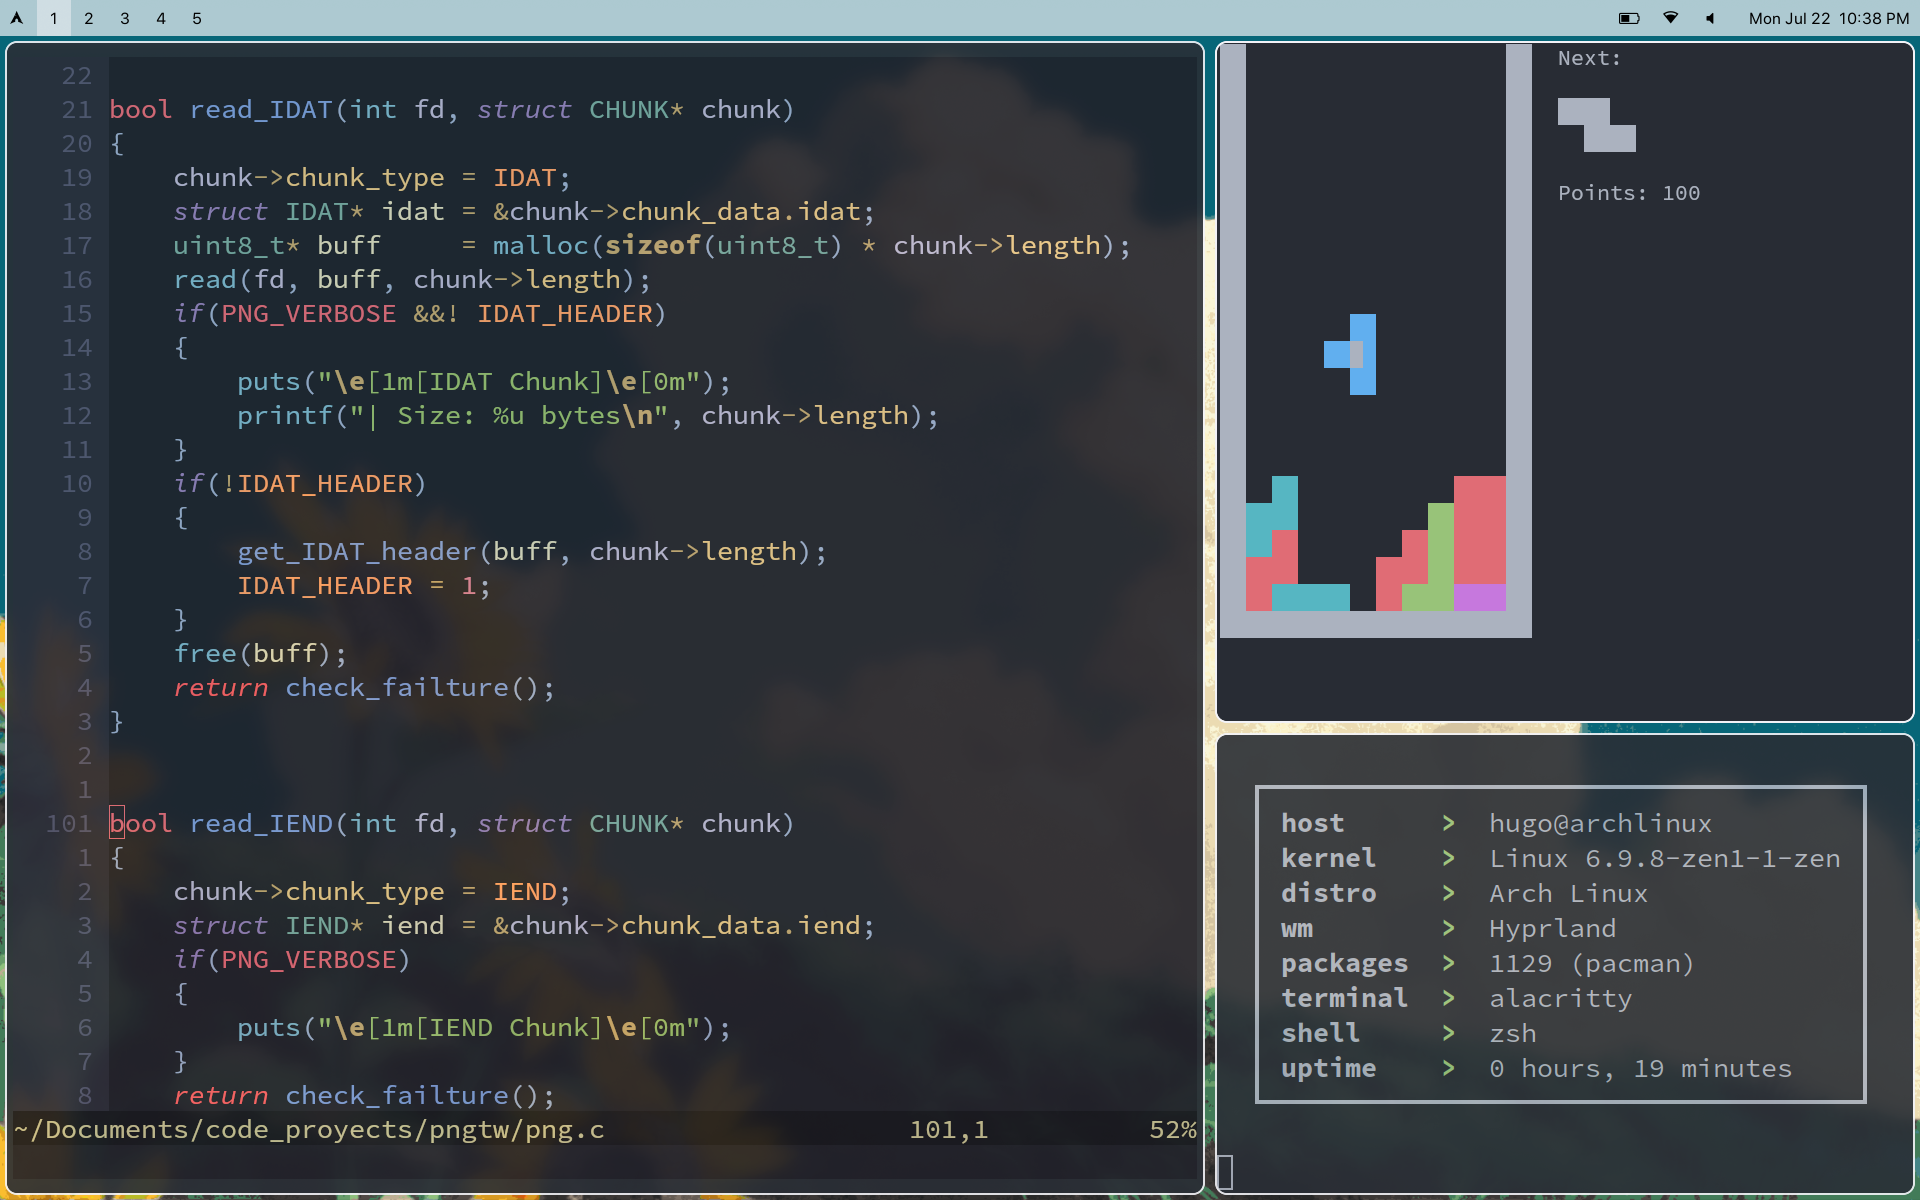 1 2 3 4 5 Mon Jul 22 10:38 PM
22
21 bool read_IDAT(int fd, struct CHUNK* chunk)
20 {
19     chunk->chunk_type = IDAT;
18     struct IDAT* idat = &chunk->chunk_data.idat;
17     uint8_t* buff     = malloc(sizeof(uint8_t) * chunk->length);
16     read(fd, buff, chunk->length);
15     if(PNG_VERBOSE &&! IDAT_HEADER)
14     {
13         puts("\e[1m[IDAT Chunk]\e[0m");
12         printf("| Size: %u bytes\n", chunk->length);
11     }
10     if(!IDAT_HEADER)
9     {
8         get_IDAT_header(buff, chunk->length);
7         IDAT_HEADER = 1;
6     }
5     free(buff);
4     return check_failture();
3 }
2
1
101 bool read_IEND(int fd, struct CHUNK* chunk)
1 {
2     chunk->chunk_type = IEND;
3     struct IEND* iend = &chunk->chunk_data.iend;
4     if(PNG_VERBOSE)
5     {
6         puts("\e[1m[IEND Chunk]\e[0m");
7     }
8     return check_failture();
~/Documents/code_proyects/pngtw/png.c 101,1 52%
Next:
Points: 100
host > hugo@archlinux
kernel > Linux 6.9.8-zen1-1-zen
distro > Arch Linux
wm > Hyprland
packages > 1129 (pacman)
terminal > alacritty
shell > zsh
uptime > 0 hours, 19 minutes